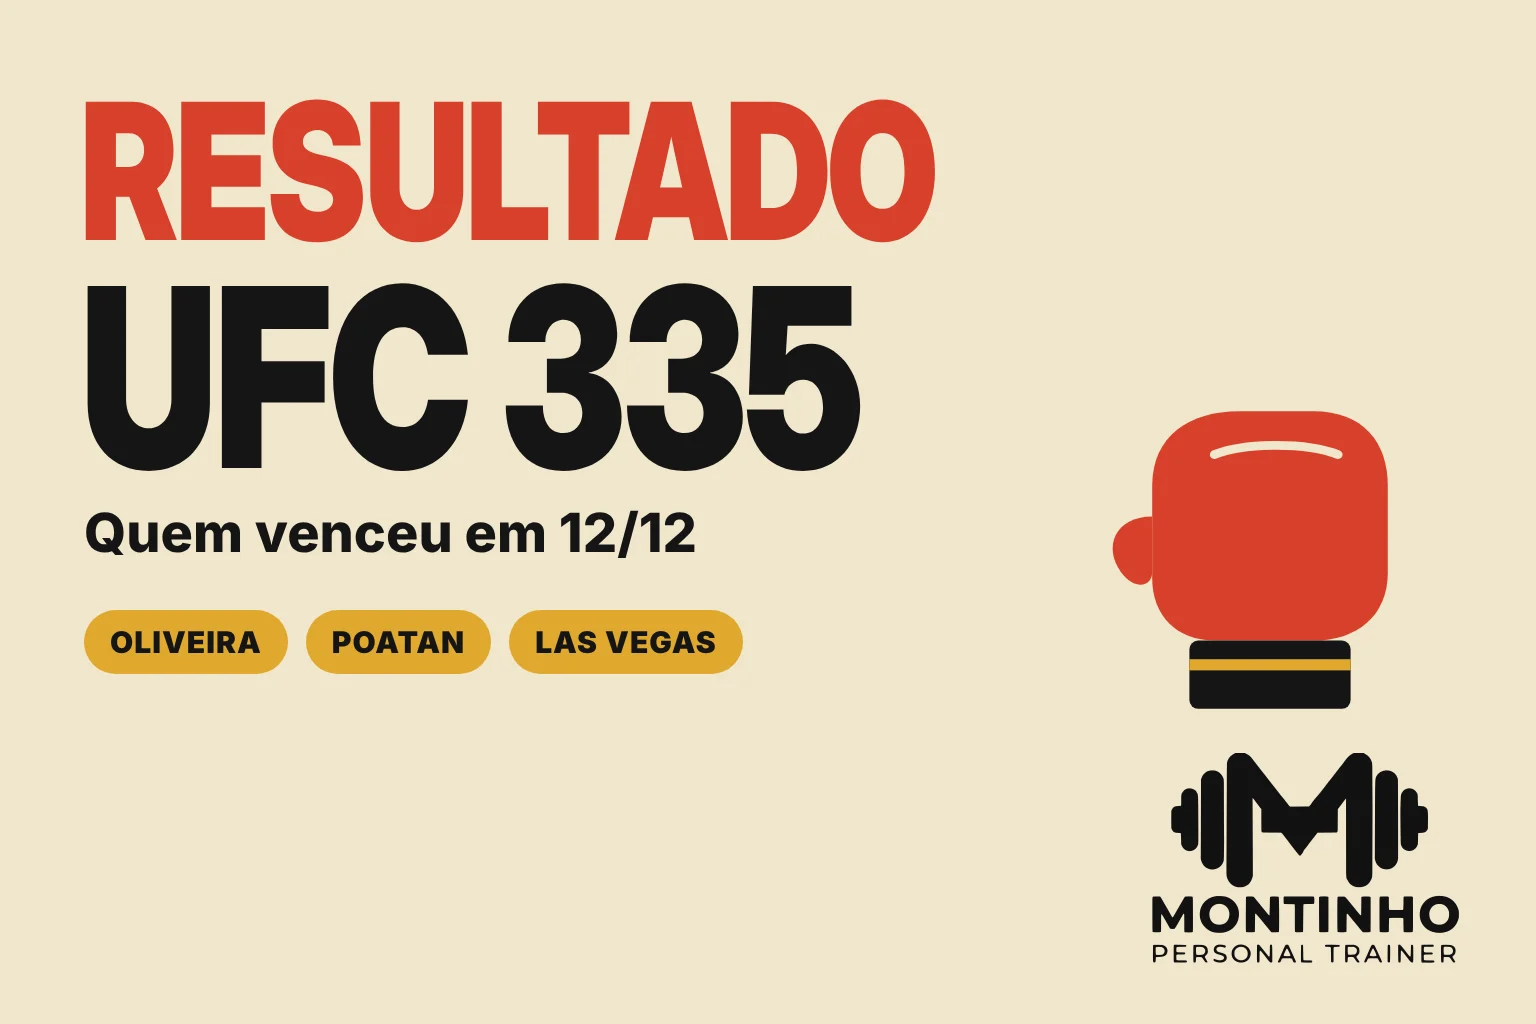 RESULTADO
UFC 335
Quem venceu em 12/12
OLIVEIRA POATAN LAS VEGAS
MONTINHO
PERSONAL TRAINER